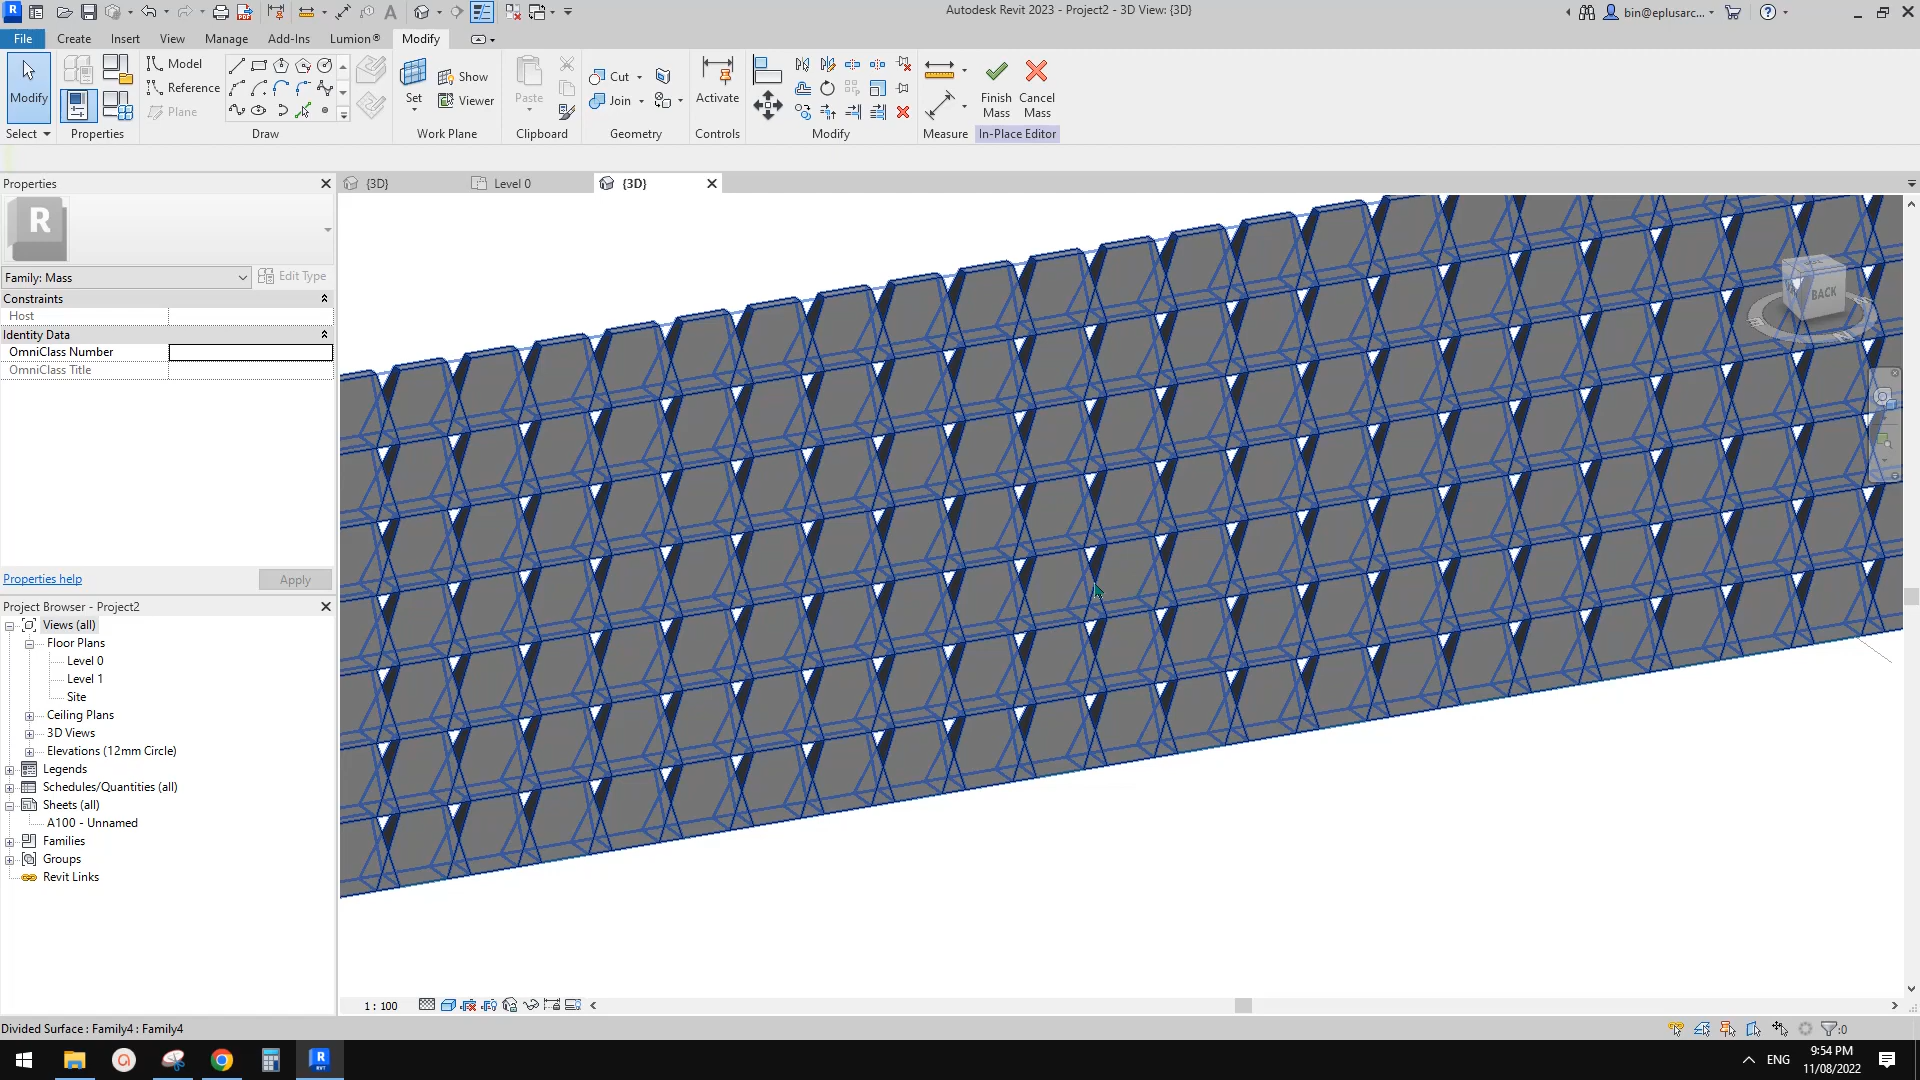 Autodesk Revit 2023 - Project2 - 3D View: {3D}
bin@eplusarc...
File
Create
Insert
View
Manage
Add-Ins
Lumion®
Modify
Modify
Model
Reference
Plane
Set
Show
Viewer
Paste
Cut
Join
Activate
Finish
Mass
Cancel
Mass
Select
Properties
Draw
Work Plane
Clipboard
Geometry
Controls
Modify
Measure
In-Place Editor
Properties
{3D}
Level 0
{3D}
R
Family: Mass
Edit Type
Constraints
Host
Identity Data
OmniClass Number
OmniClass Title
BACK
Properties help
Apply
Project Browser - Project2
Views (all)
Floor Plans
Level 0
Level 1
Site
Ceiling Plans
3D Views
Elevations (12mm Circle)
Legends
Schedules/Quantities (all)
Sheets (all)
A100 - Unnamed
Families
Groups
Revit Links
1 : 100
Divided Surface : Family4 : Family4
:0
ENG
9:54 PM
11/08/2022